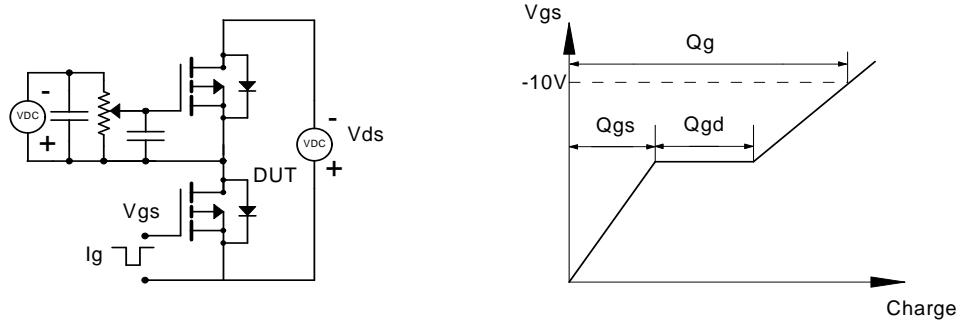 -
VDC
+
-
VDC
+
Vds
DUT
Vgs
Ig
Vgs
Qg
-10V
Qgs
Qgd
Charge